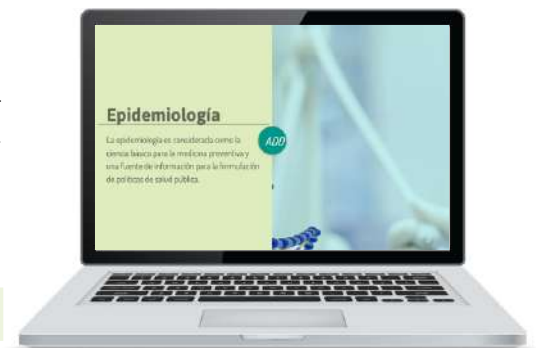 Epidemiología
La epidemiología es considerada como la
ciencia básica para la medicina preventiva y
una fuente de información para la formulación
de políticas de salud pública.
ADD